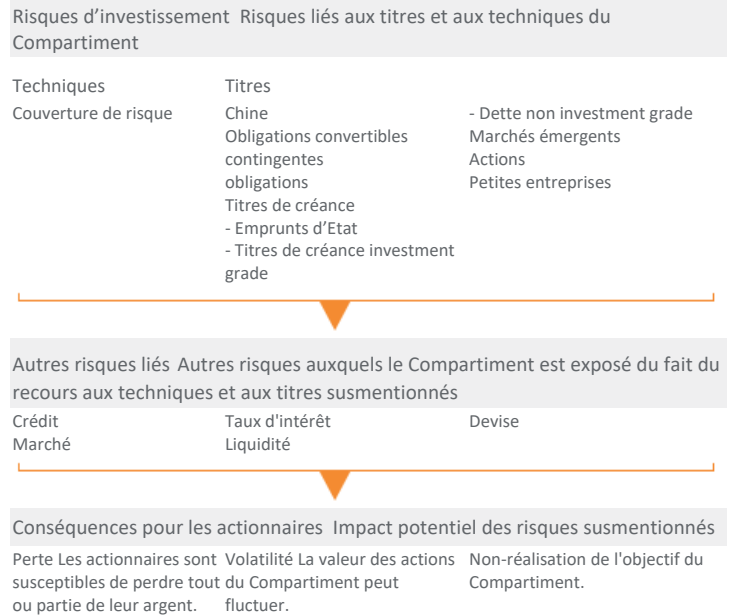 Risques d’investissement Risques liés aux titres et aux techniques du
Compartiment
Techniques
Couverture de risque
Titres
Chine
Obligations convertibles
contingentes
obligations
Titres de créance
- Emprunts d’Etat
- Titres de créance investment
grade
- Dette non investment grade
Marchés émergents
Actions
Petites entreprises
Autres risques liés Autres risques auxquels le Compartiment est exposé du fait du
recours aux techniques et aux titres susmentionnés
Crédit
Marché
Taux d'intérêt
Liquidité
Devise
Conséquences pour les actionnaires Impact potentiel des risques susmentionnés
Perte Les actionnaires sont
susceptibles de perdre tout
ou partie de leur argent.
Volatilité La valeur des actions
du Compartiment peut
fluctuer.
Non-réalisation de l'objectif du
Compartiment.